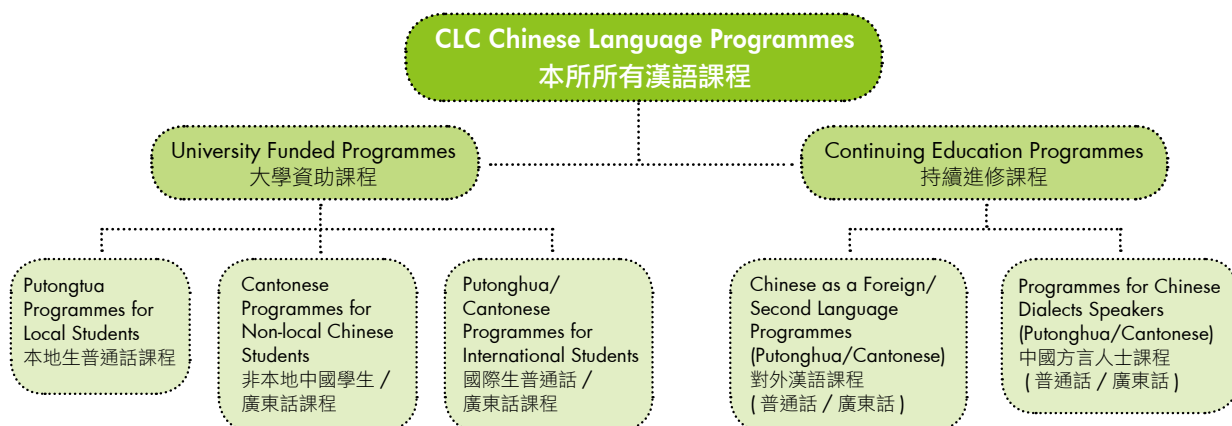 CLC Chinese Language Programmes
本所所有漢語課程
University Funded Programmes
大學資助課程
Continuing Education Programmes
持續進修課程
Putongtua
Programmes for
Local Students
本地生普通話課程
Cantonese
Programmes for
Non-local Chinese
Students
非本地中國學生 /
廣東話課程
Putonghua/
Cantonese
Programmes for
International Students
國際生普通話 /
廣東話課程
Chinese as a Foreign/
Second Language
Programmes
(Putonghua/Cantonese)
對外漢語課程
( 普通話 / 廣東話 )
Programmes for Chinese
Dialects Speakers
(Putonghua/Cantonese)
中國方言人士課程
( 普通話 / 廣東話 )